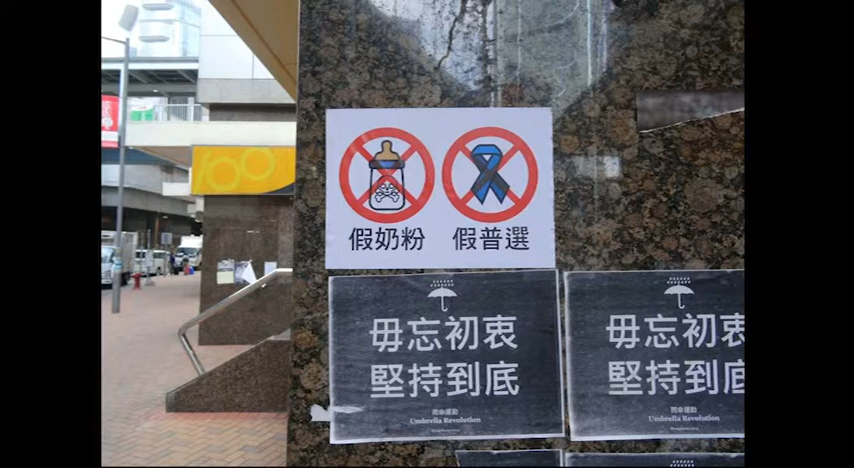 100
假奶粉
假普選
毋忘初衷
堅持到底
雨傘運動
Umbrella Revolution
毋忘初衷
堅持到底
雨傘運動
Umbrella Revolution